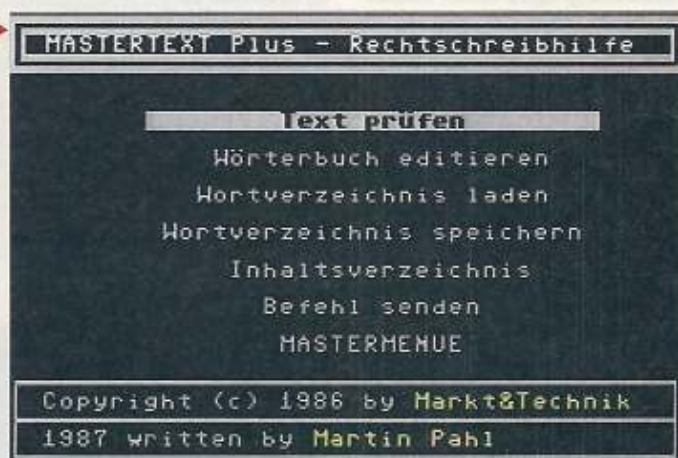 MASTERTEXT Plus - Rechtschreibhilfe
Text prüfen
Wörterbuch editieren
Wortverzeichnis laden
Wortverzeichnis speichern
Inhaltsverzeichnis
Befehl senden
MASTERMENUE
Copyright (c) 1986 by Markt&Technik
1987 written by Martin Pahl